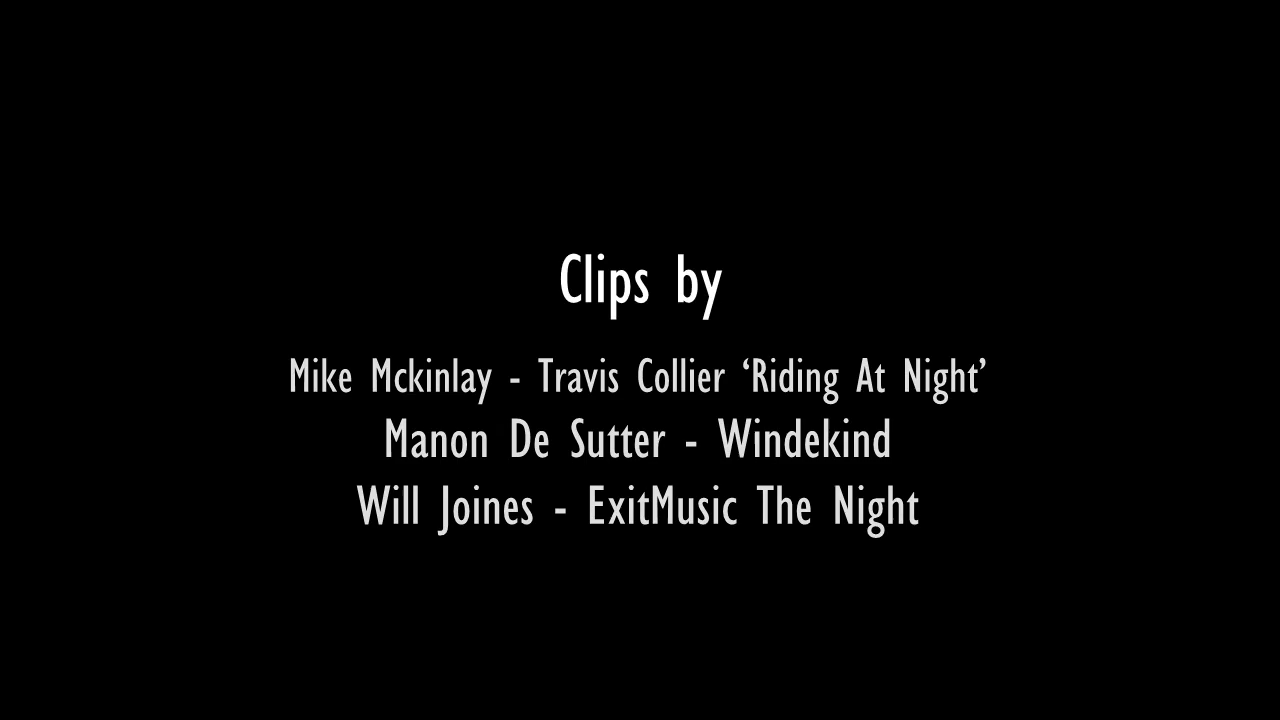 Clips by
Mike Mckinlay - Travis Collier ‘Riding At Night’
Manon De Sutter - Windekind
Will Joines - ExitMusic The Night